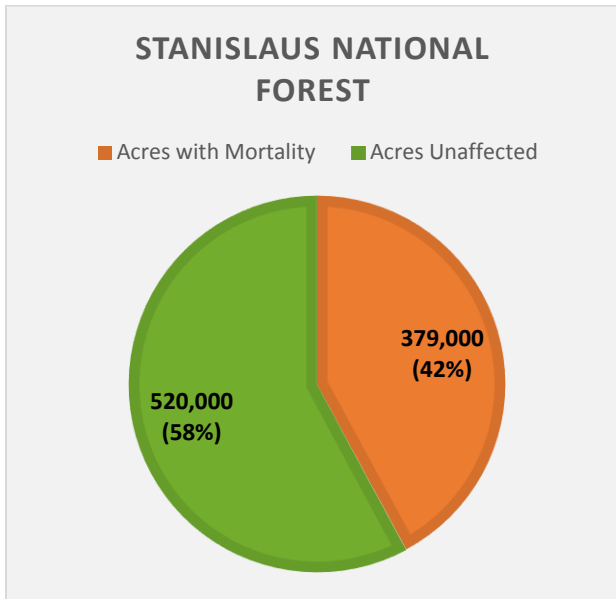 STANISLAUS NATIONAL
FOREST
Acres with Mortality Acres Unaffected
379,000
(42%)
520,000
(58%)